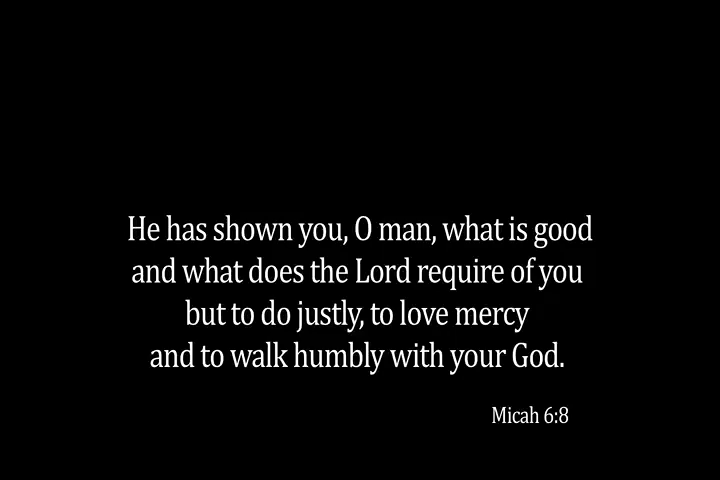 He has shown you, O man, what is good
and what does the Lord require of you
but to do justly, to love mercy
and to walk humbly with your God.
Micah 6:8